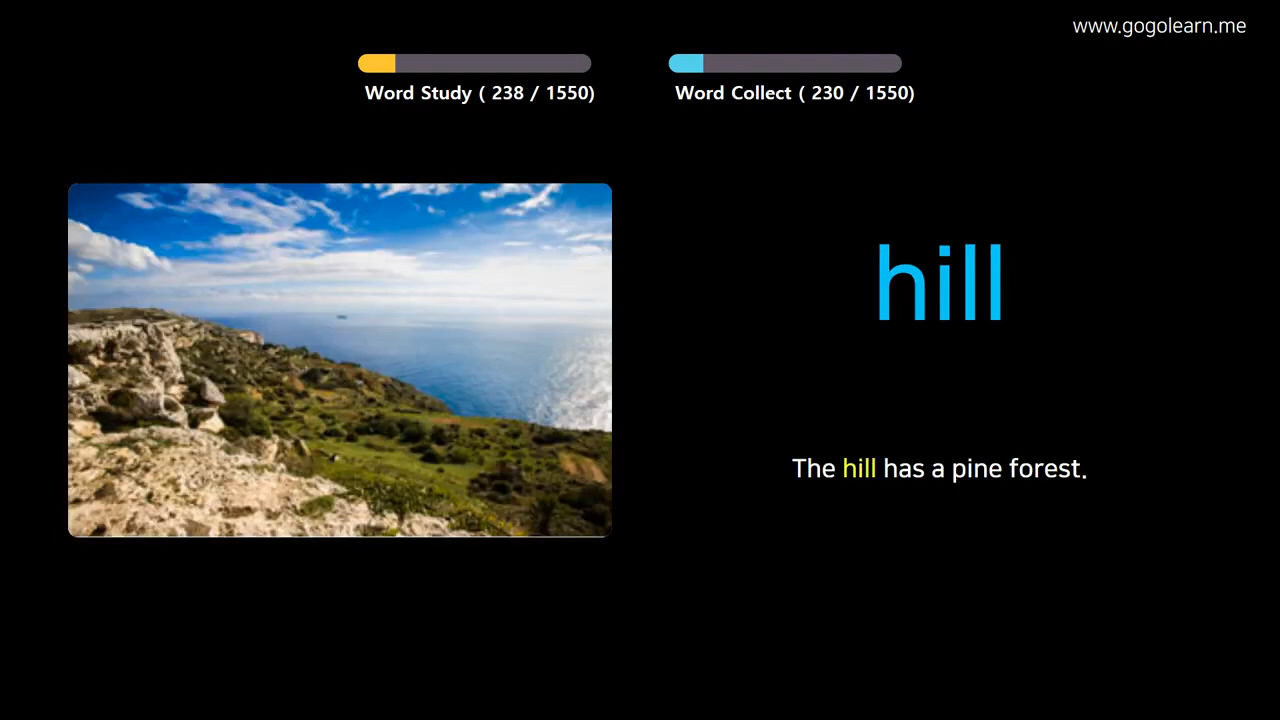 www.gogolearn.me
Word Study ( 238 / 1550)
Word Collect ( 230 / 1550)
hill
The hill has a pine forest.